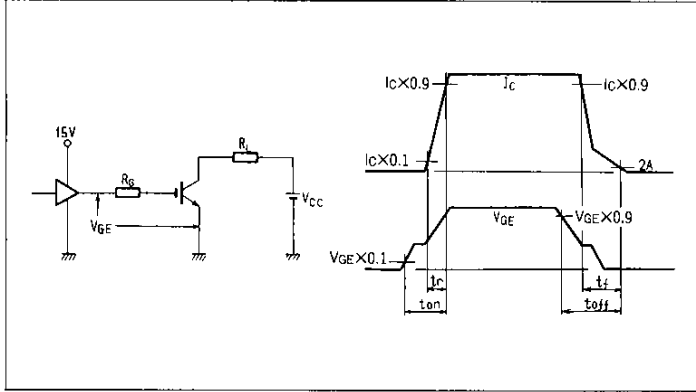 15V
RG
VGE
RL
VCC
IC×0.9
IC
IC×0.9
IC×0.1
2A
VGE
VGE×0.9
VGE×0.1
tr
ton
tf
toff